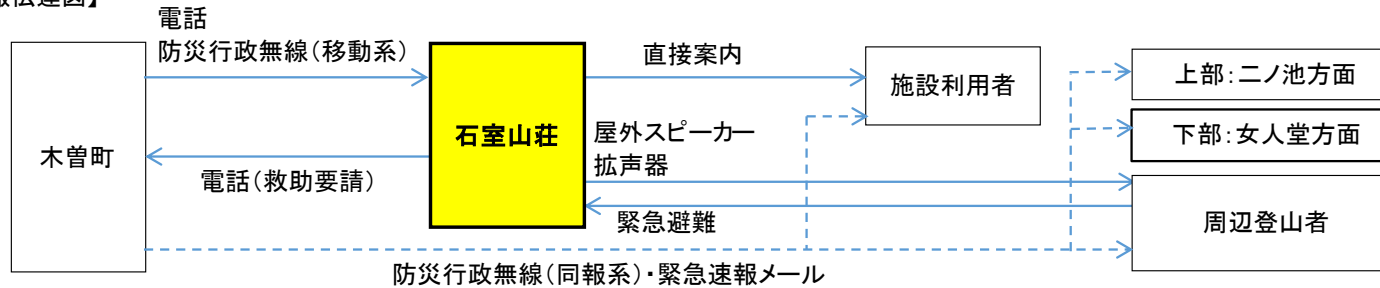 報伝達図】
電話
防災行政無線(移動系)
木曽町
石室山荘
直接案内
施設利用者
上部:二ノ池方面
下部:女人堂方面
屋外スピーカー
拡声器
電話(救助要請)
緊急避難
周辺登山者
防災行政無線(同報系)・緊急速報メール